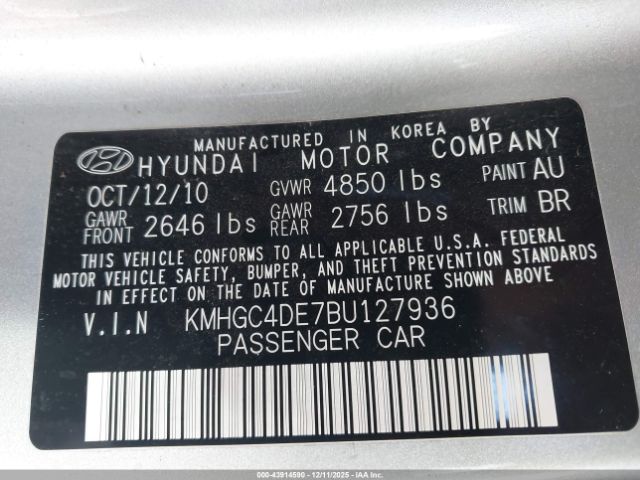 MANUFACTURED IN KOREA BY
HYUNDAI MOTOR COMPANY
OCT/12/10 GVWR 4850 lbs PAINT AU
GAWR FRONT 2646 lbs GAWR REAR 2756 lbs TRIM BR
THIS VEHICLE CONFORMS TO ALL APPLICABLE U.S.A. FEDERAL
MOTOR VEHICLE SAFETY, BUMPER, AND THEFT PREVENTION STANDARDS
IN EFFECT ON THE DATE OF MANUFACTURE SHOWN ABOVE
V.I.N KMHGC4DE7BU127936
PASSENGER CAR
000-43914590 - 12/11/2025 - COPART